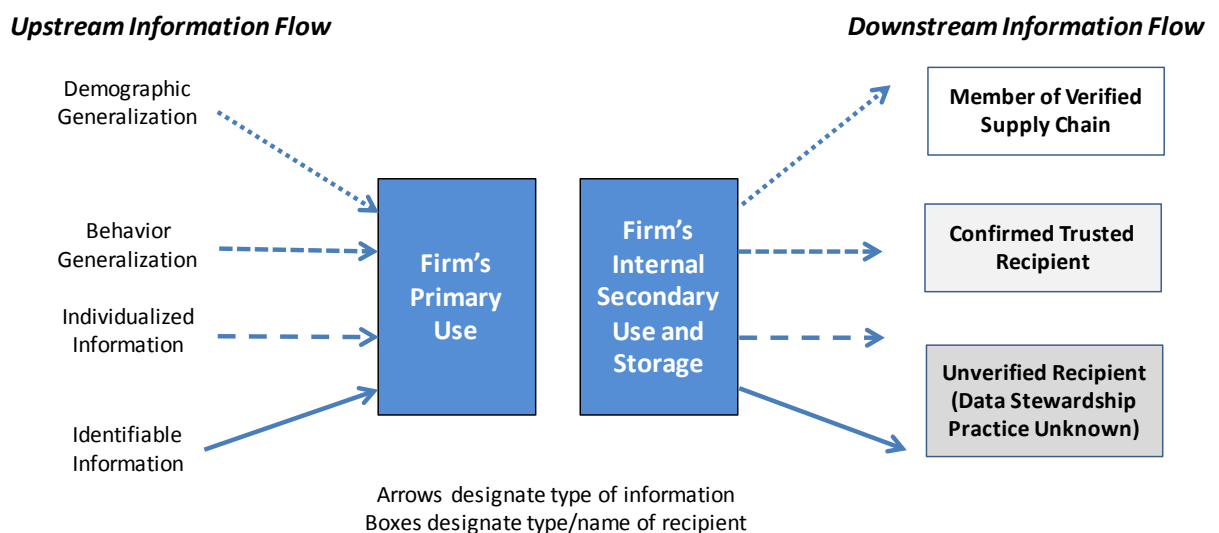 Upstream Information Flow
Downstream Information Flow
Demographic
Generalization
Behavior
Generalization
Individualized
Information
Identifiable
Information
Firm’s
Primary
Use
Firm’s
Internal
Secondary
Use and
Storage
Member of Verified
Supply Chain
Confirmed Trusted
Recipient
Unverified Recipient
(Data Stewardship
Practice Unknown)
Arrows designate type of information
Boxes designate type/name of recipient